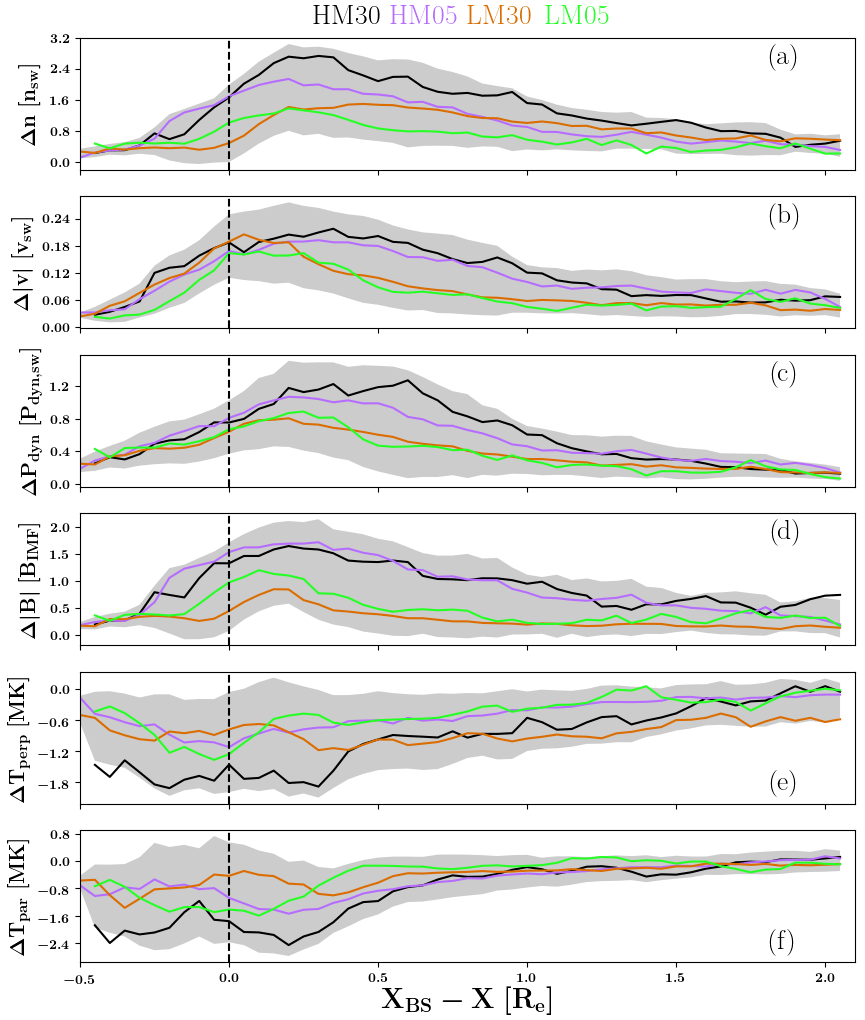 HM30 HM05 LM30 LM05
(a)
Δn [n_sw]
3.2
2.4
1.6
0.8
0.0
(b)
Δ|v| [v_sw]
0.24
0.18
0.12
0.06
0.00
(c)
ΔP_dyn [P_dyn,sw]
1.2
0.8
0.4
0.0
(d)
Δ|B| [B_IMF]
2.0
1.5
1.0
0.5
0.0
(e)
ΔT_perp [MK]
0.0
−0.6
−1.2
−1.8
(f)
ΔT_par [MK]
0.8
0.0
−0.8
−1.6
−2.4
−0.5 0.0 0.5 1.0 1.5 2.0
X_BS − X [R_e]